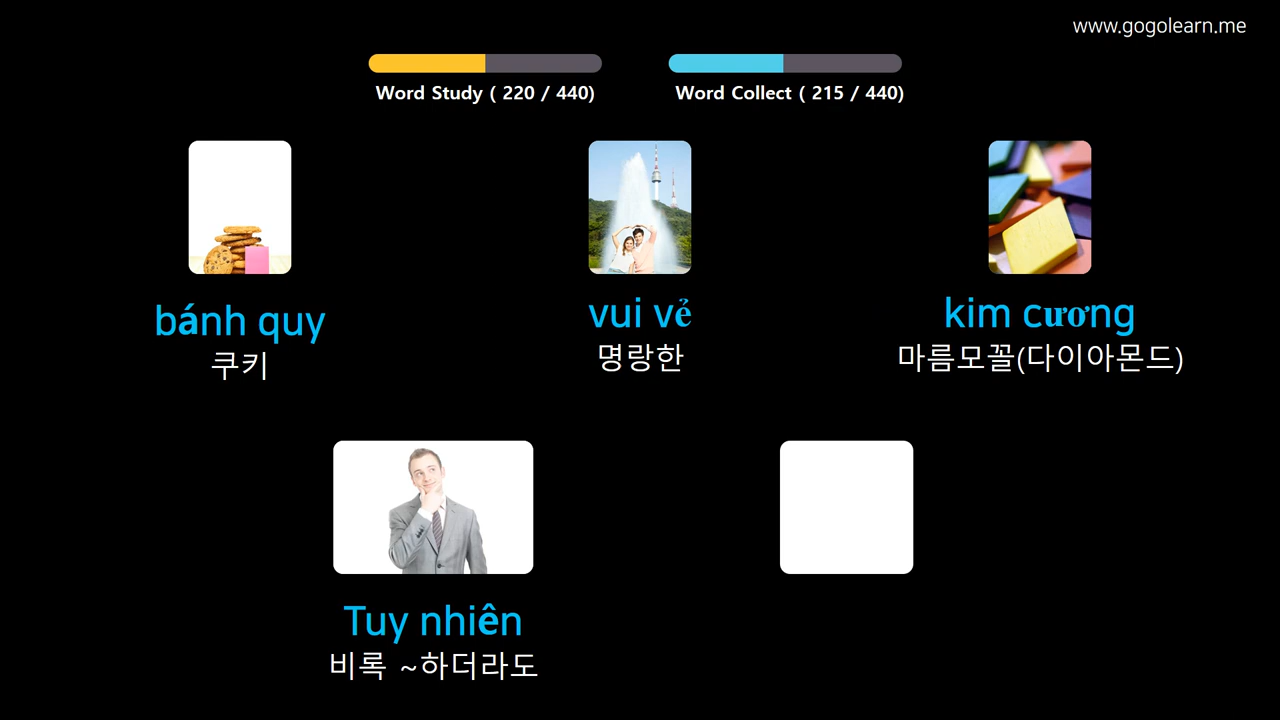 www.gogolearn.me
Word Study ( 220 / 440)
Word Collect ( 215 / 440)
bánh quy
쿠키
vui vẻ
명랑한
kim cương
마름모꼴(다이아몬드)
Tuy nhiên
비록 ~하더라도